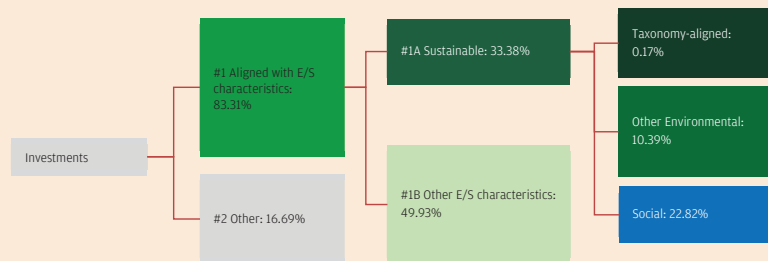 Investments
#1 Aligned with E/S
characteristics:
83.31%
#2 Other: 16.69%
#1A Sustainable: 33.38%
#1B Other E/S characteristics:
49.93%
Taxonomy-aligned:
0.17%
Other Environmental:
10.39%
Social: 22.82%